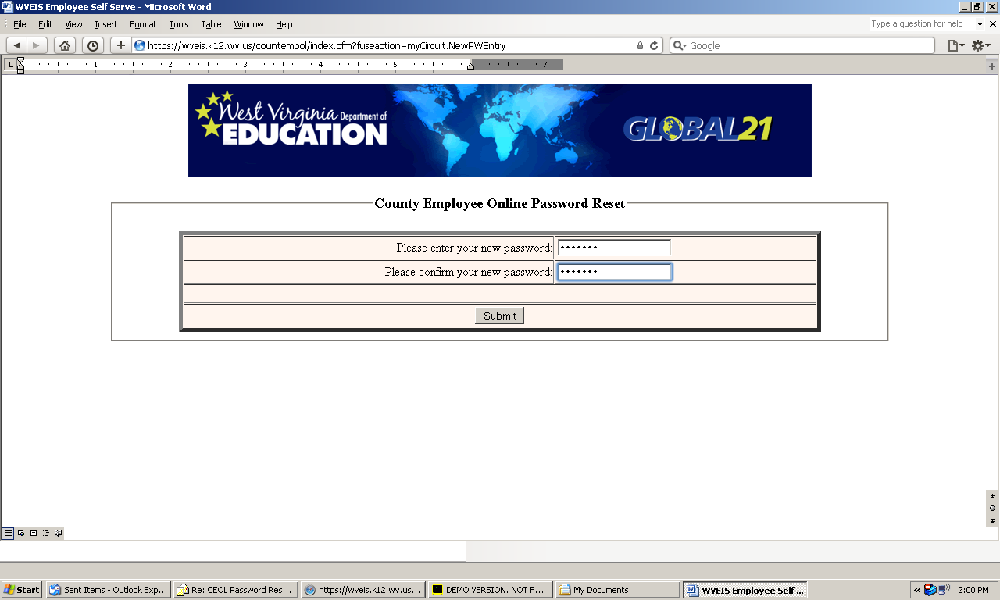 WVEIS Employee Self Serve - Microsoft Word
File Edit View Insert Format Tools Table Window Help Type a question for help
https://wveis.k12.wv.us/countempol/index.cfm?fuseaction=myCircuit.NewPWEntry Google
1 2 3 4 5 7
West Virginia Department of
EDUCATION
GLOBAL21
County Employee Online Password Reset
Please enter your new password: •••••••
Please confirm your new password: •••••••
Submit
Start Sent Items - Outlook Exp... Re: CEOL Password Res... https://wveis.k12.wv.us... DEMO VERSION. NOT F... My Documents WVEIS Employee Self ... 2:00 PM